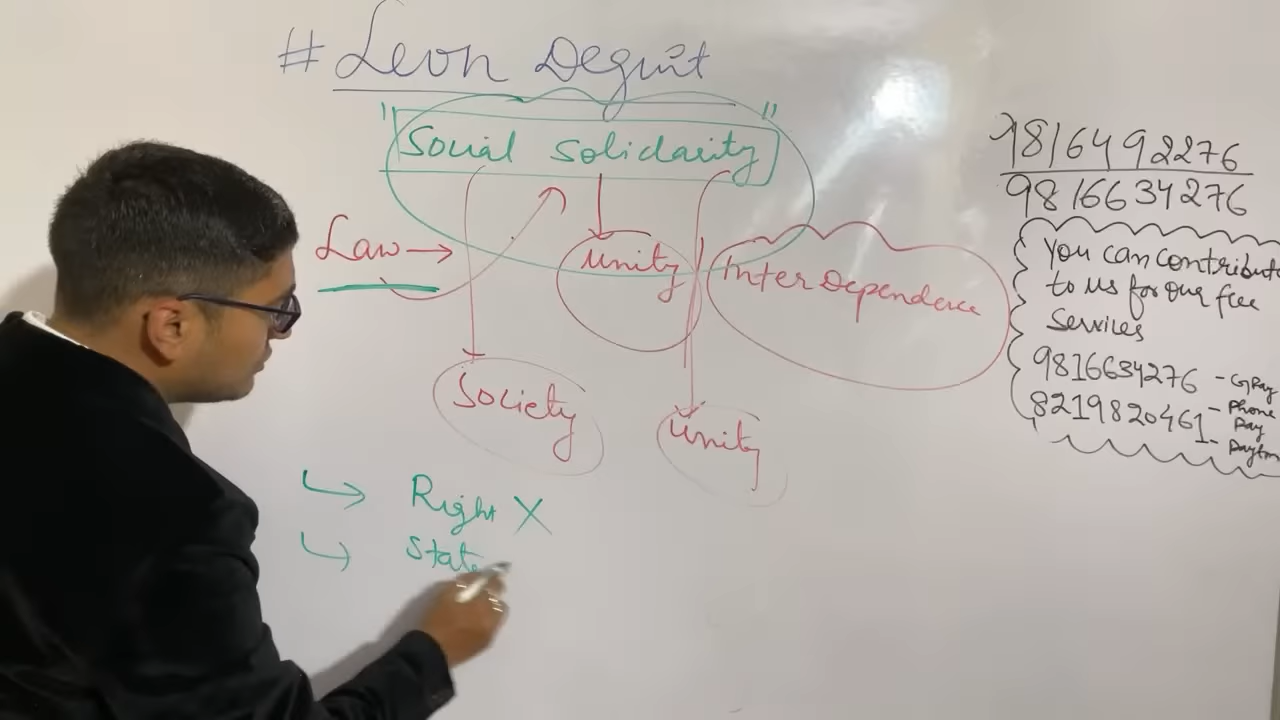 # Leon Deguit
"Social Solidarity"
Law →
Unity
InterDependence
Society
Unity
Right X
State
9816492276
9816634276
You can contribute
to us for our free
Services
9816634276 - G Pay
8219820461 - Phone
Pay
- Paytm